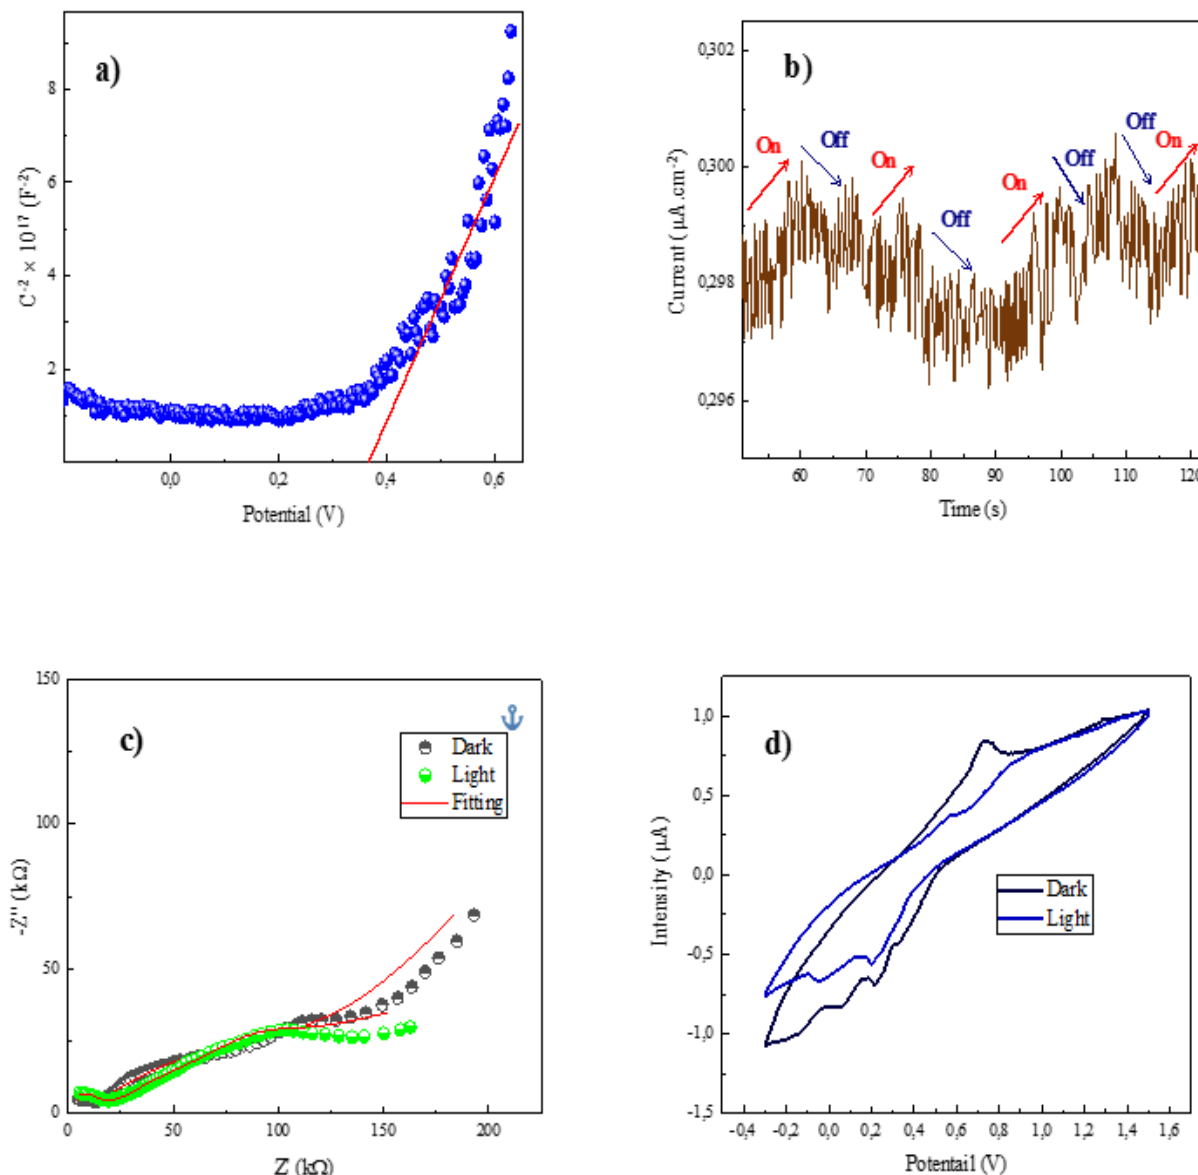 a)
8
6
4
2
C⁻² × 10¹⁷ (F⁻²)
0,0 0,2 0,4 0,6
Potential (V)
b)
0,302
0,300
0,298
0,296
Current ( µA.cm⁻²)
On Off On Off On Off Off On
60 70 80 90 100 110 120
Time (s)
c)
150
100
50
0
-Z'' (kΩ)
Dark
Light
Fitting
0 50 100 150 200
Z' (kΩ)
d)
1,0
0,5
0,0
-0,5
-1,0
-1,5
Intensity ( µA)
Dark
Light
-0,4 -0,2 0,0 0,2 0,4 0,6 0,8 1,0 1,2 1,4 1,6
Potentail (V)